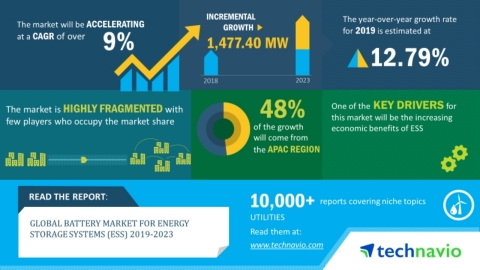 The market will be ACCELERATING
at a CAGR of over
9%
INCREMENTAL
GROWTH ▶
1,477.40 MW
2018
2023
The year-over-year growth rate
for 2019 is estimated at
12.79%
The market is HIGHLY FRAGMENTED with
few players who occupy the market share
48%
of the growth
will come from
the APAC REGION
One of the KEY DRIVERS for
this market will be the increasing
economic benefits of ESS
READ THE REPORT:
GLOBAL BATTERY MARKET FOR ENERGY
STORAGE SYSTEMS (ESS) 2019-2023
10,000+ reports covering niche topics
UTILITIES
Read them at:
www.technavio.com
technavio